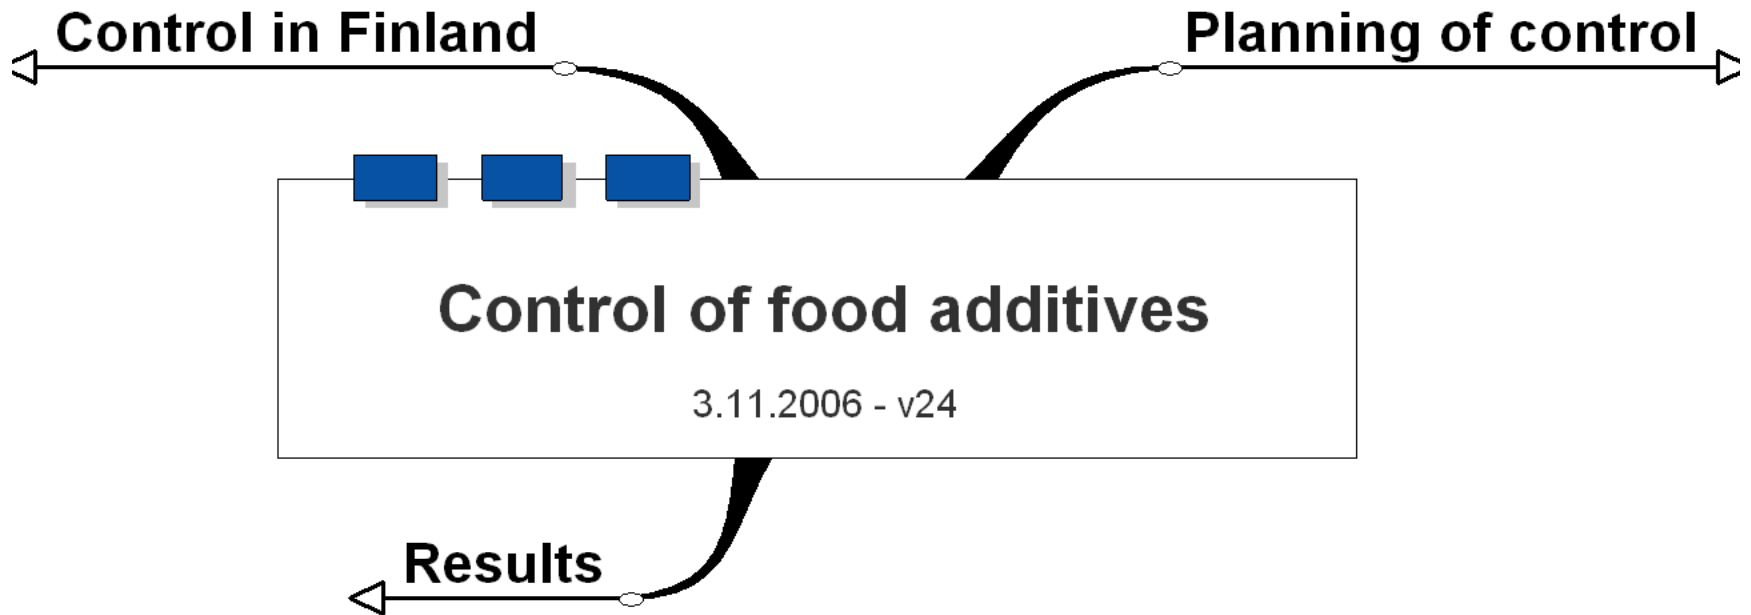 Control in Finland
Planning of control
Control of food additives
3.11.2006 - v24
Results